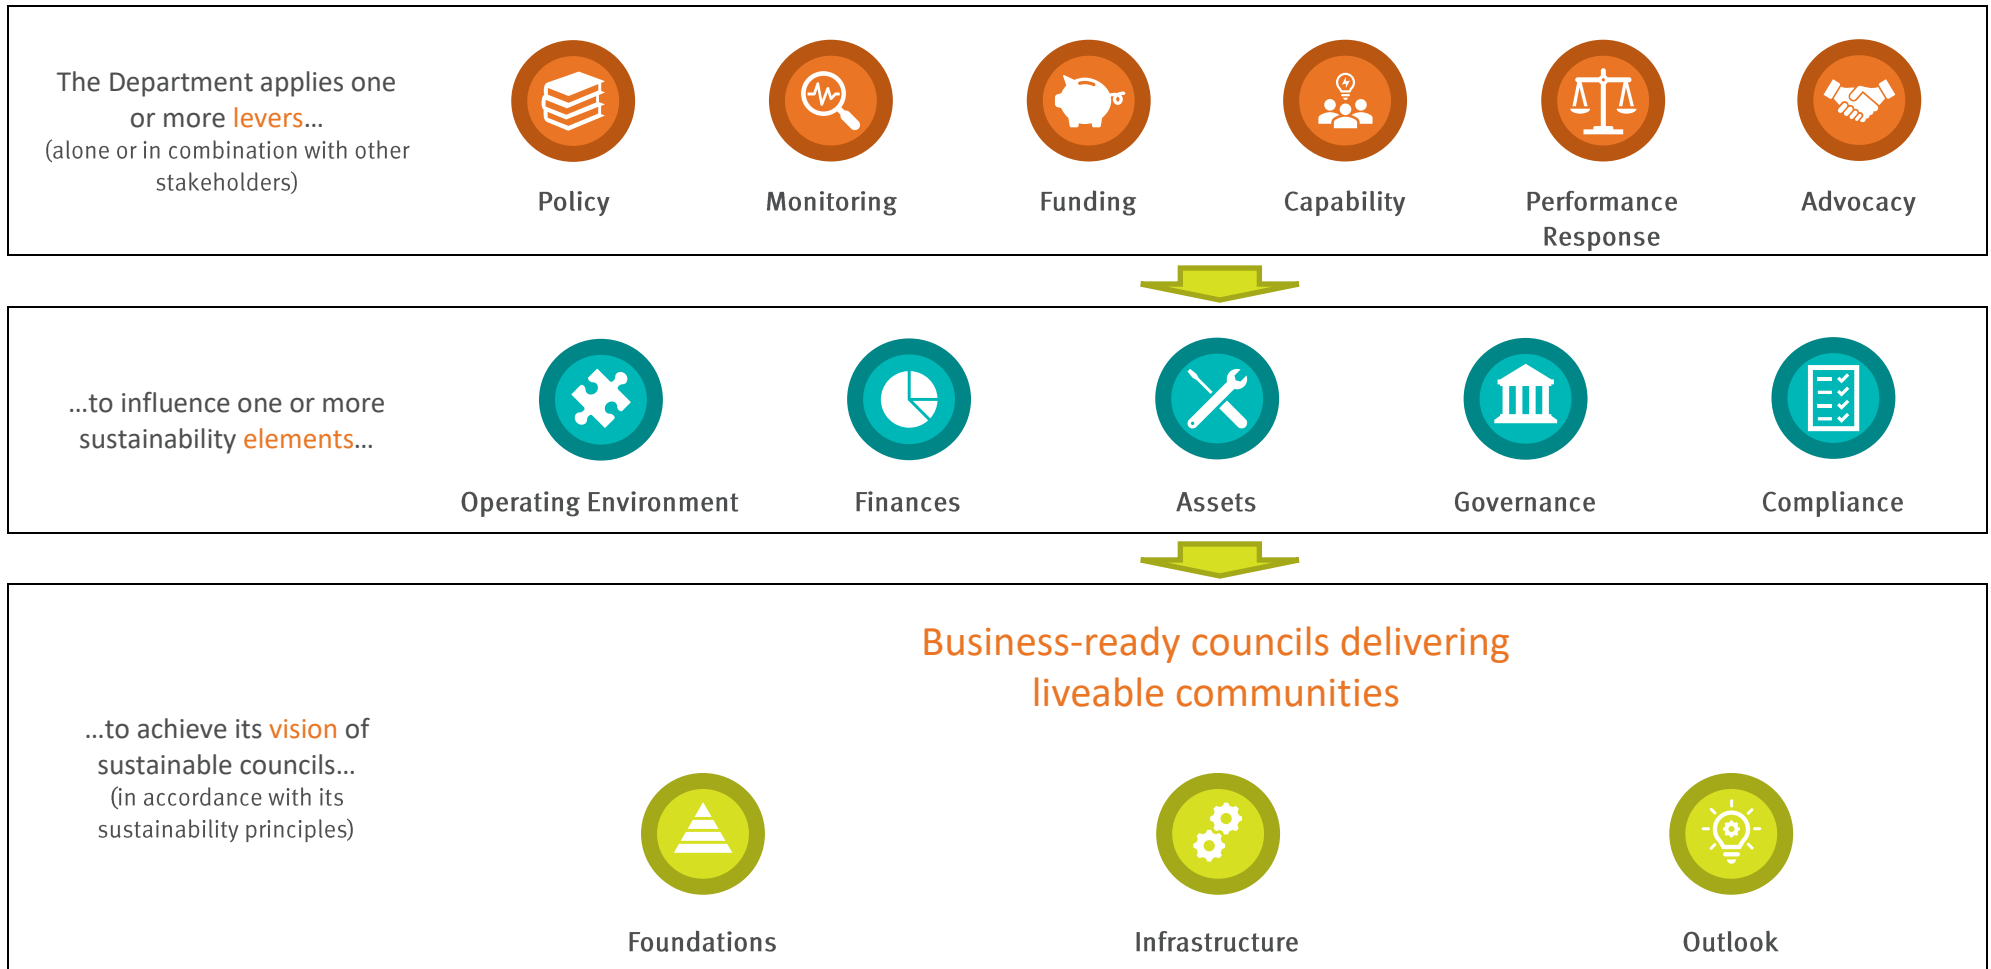 The Department applies one
or more levers...
(alone or in combination with other
stakeholders)
Policy
Monitoring
Funding
Capability
Performance
Response
Advocacy
...to influence one or more
sustainability elements...
Operating Environment
Finances
Assets
Governance
Compliance
Business-ready councils delivering
liveable communities
...to achieve its vision of
sustainable councils...
(in accordance with its
sustainability principles)
Foundations
Infrastructure
Outlook